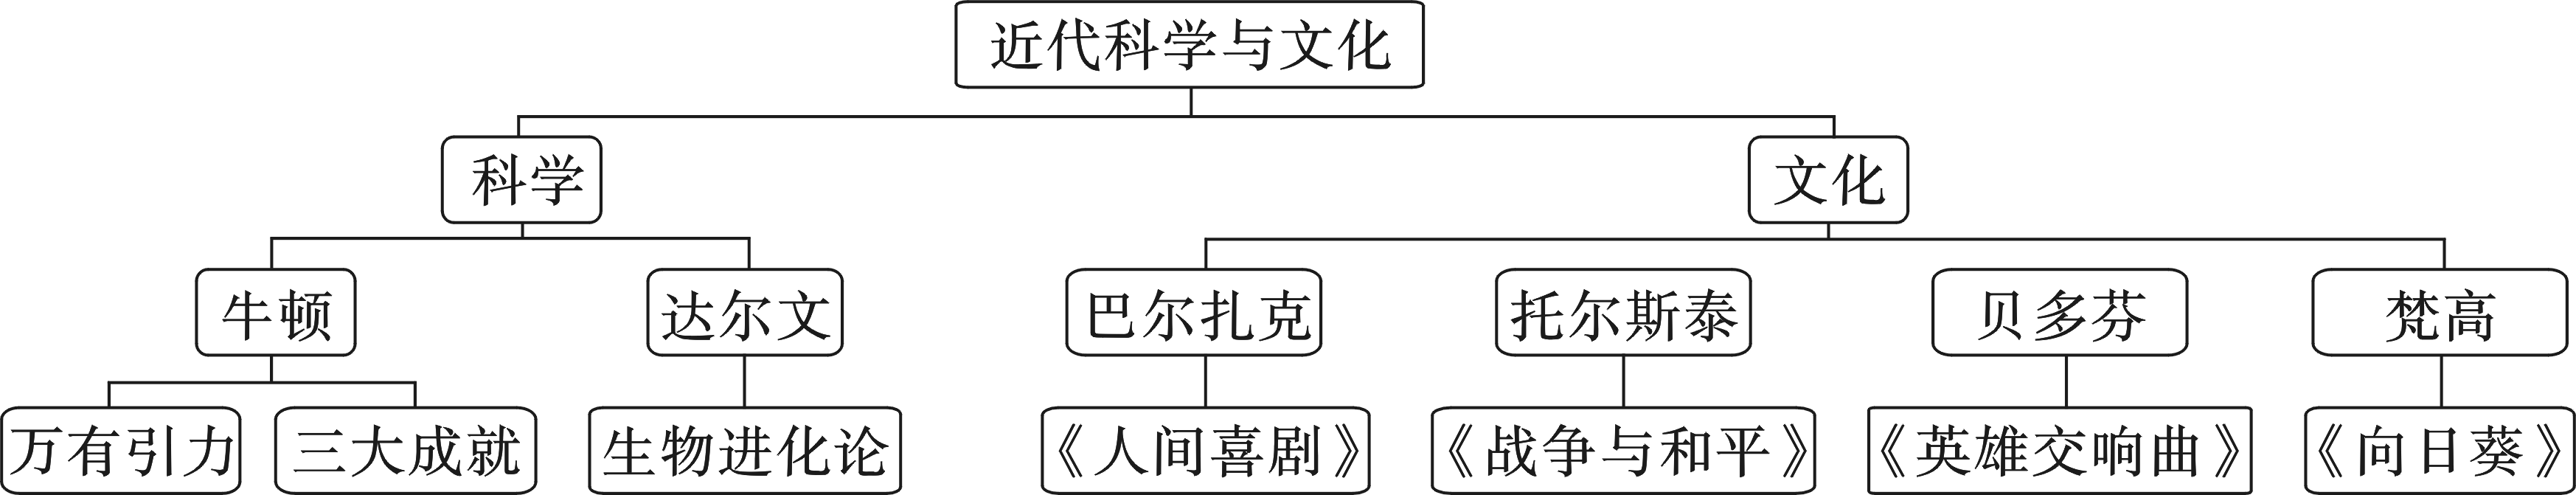 近代科学与文化
科学
文化
牛顿
达尔文
巴尔扎克
托尔斯泰
贝多芬
梵高
万有引力
三大成就
生物进化论
《人间喜剧》
《战争与和平》
《英雄交响曲》
《向日葵》